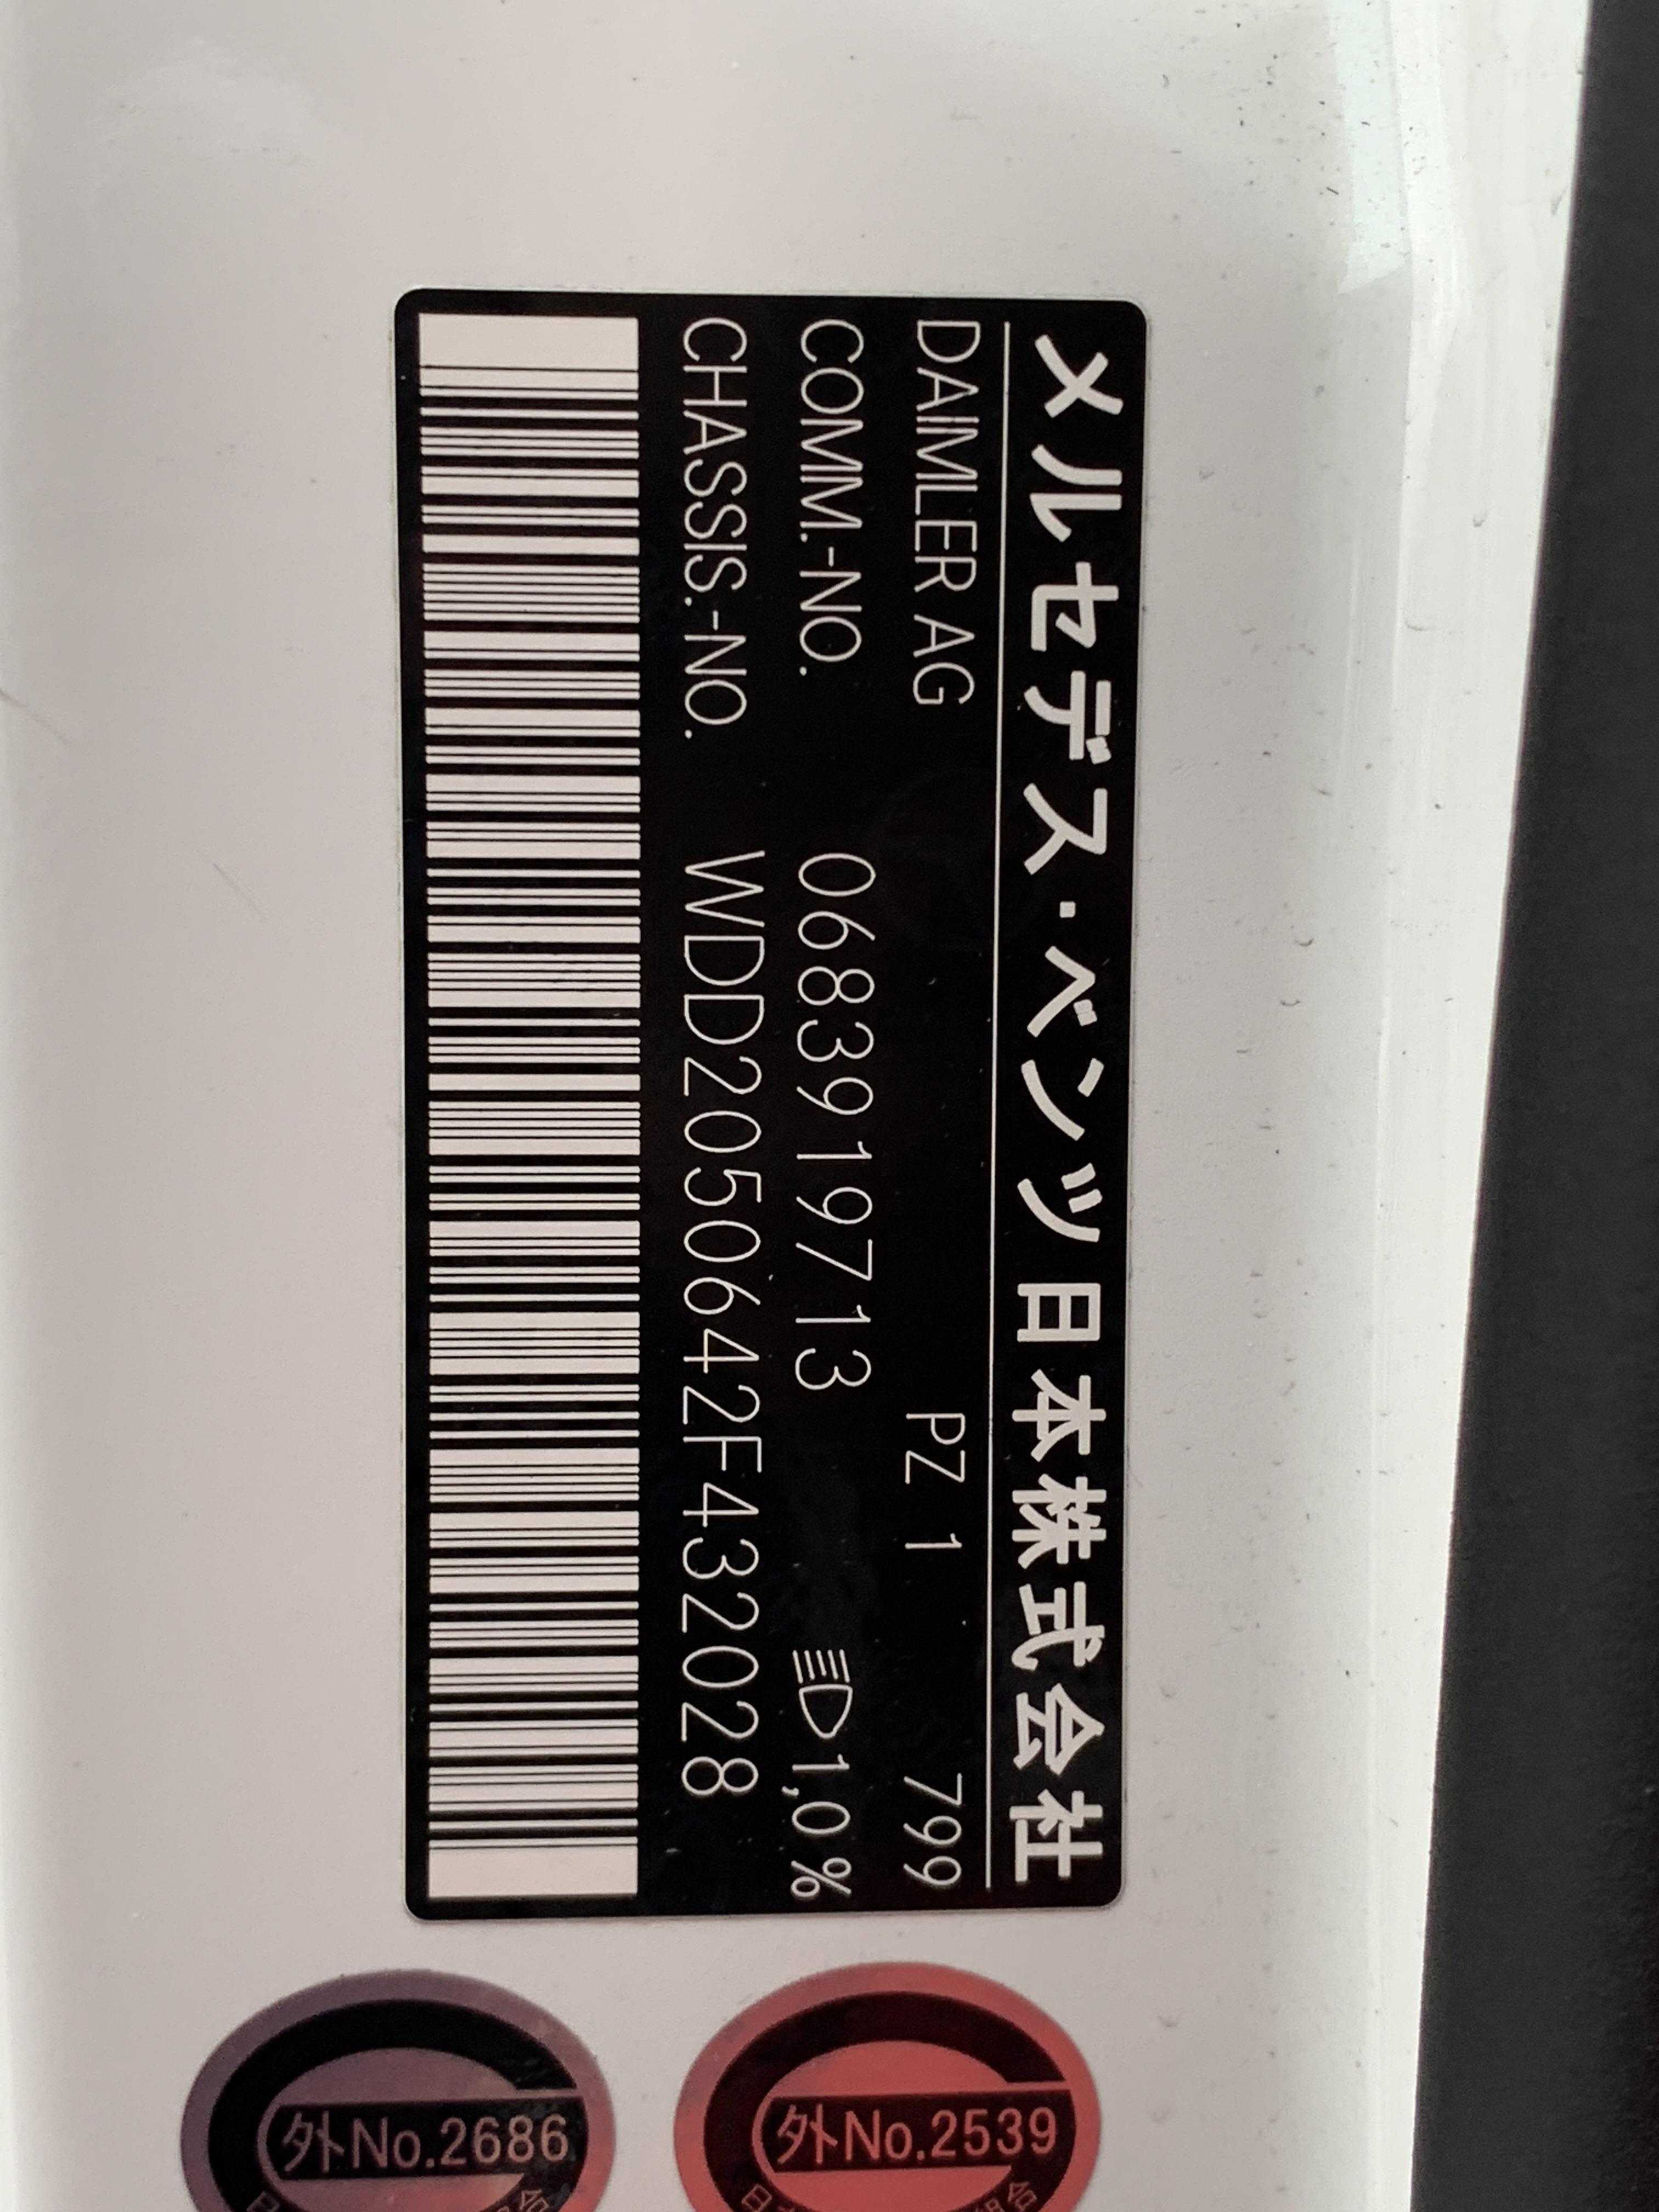 メルセデス・ベンツ 日本株式会社
DAIMLER AG PZ 1 799
COMM.-NO. 0683919713 1,0 %
CHASSIS.-NO. WDD2050642F432028
外No.2539
外No.2686